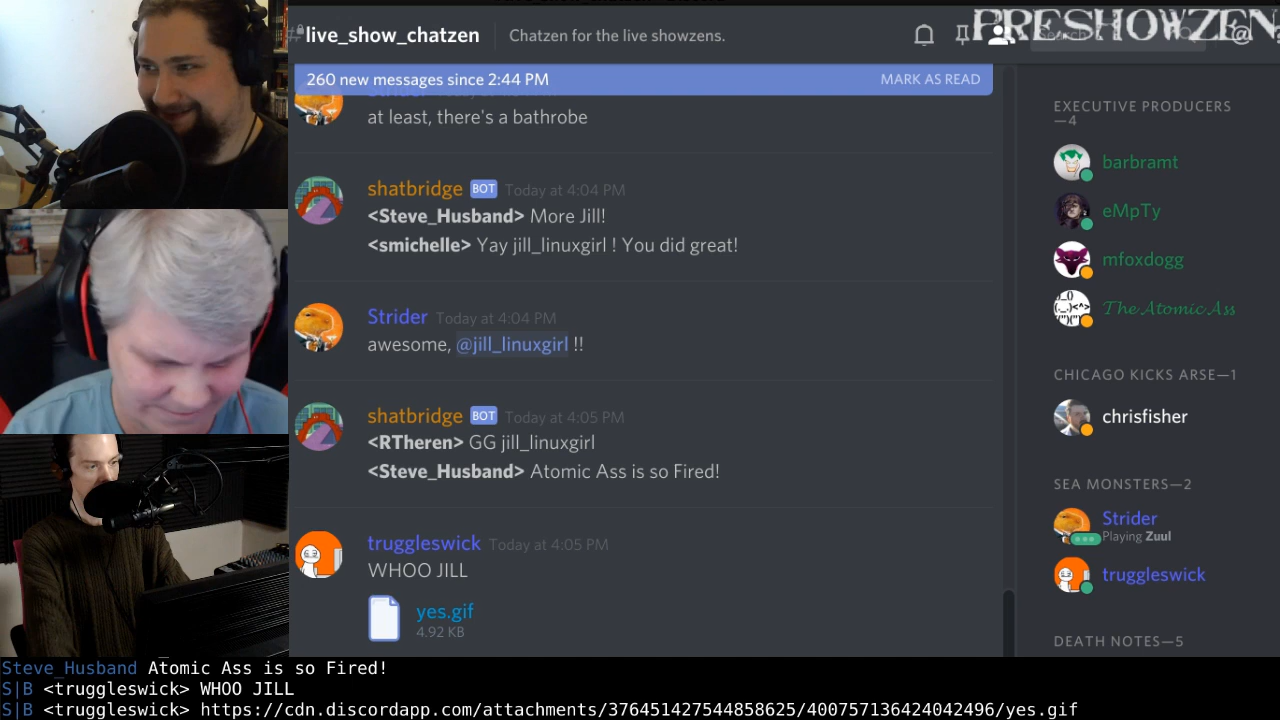 live_show_chatzen
Chatzen for the live showzens.
PRESHOWZEN
260 new messages since 2:44 PM
MARK AS READ
at least, there's a bathrobe
shatbridge BOT Today at 4:04 PM
<Steve_Husband> More Jill!
<smichelle> Yay jill_linuxgirl ! You did great!
Strider Today at 4:04 PM
awesome, @jill_linuxgirl !!
shatbridge BOT Today at 4:05 PM
<RTheren> GG jill_linuxgirl
<Steve_Husband> Atomic Ass is so Fired!
truggleswick Today at 4:05 PM
WHOO JILL
yes.gif
4.92 KB
EXECUTIVE PRODUCERS
—4
barbramt
eMpTy
mfoxdogg
The Atomic Ass
CHICAGO KICKS ARSE—1
chrisfisher
SEA MONSTERS—2
Strider
Playing Zuul
truggleswick
DEATH NOTES—5
Steve_Husband Atomic Ass is so Fired!
S|B <truggleswick> WHOO JILL
S|B <truggleswick> https://cdn.discordapp.com/attachments/376451427544858625/400757136424042496/yes.gif